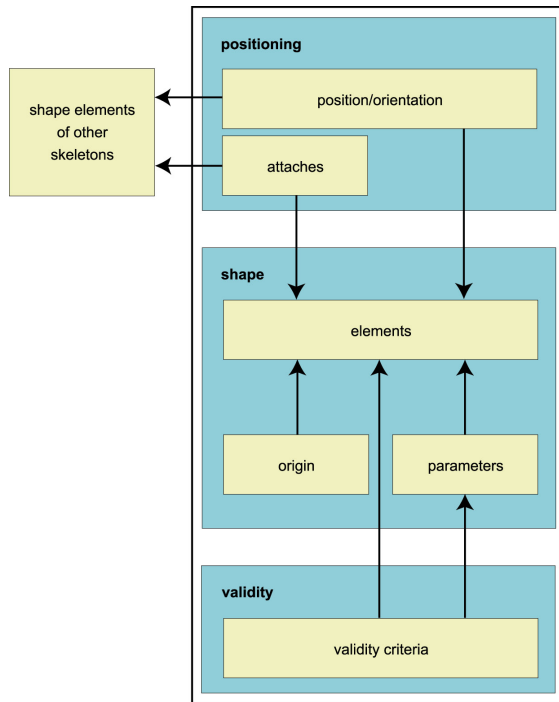 positioning
position/orientation
shape elements
of other
skeletons
attaches
shape
elements
origin
parameters
validity
validity criteria